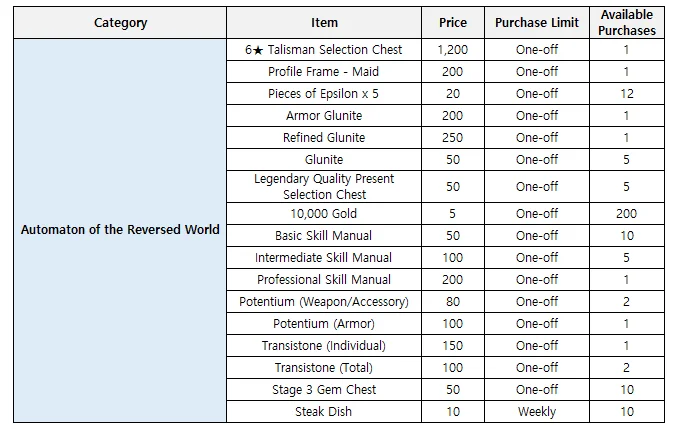 Category Item Price Purchase Limit Available Purchases
6★ Talisman Selection Chest 1,200 One-off 1
Profile Frame - Maid 200 One-off 1
Pieces of Epsilon x 5 20 One-off 12
Armor Glunite 200 One-off 1
Refined Glunite 250 One-off 1
Glunite 50 One-off 5
Legendary Quality Present Selection Chest 50 One-off 5
10,000 Gold 5 One-off 200
Automaton of the Reversed World
Basic Skill Manual 50 One-off 10
Intermediate Skill Manual 100 One-off 5
Professional Skill Manual 200 One-off 1
Potentium (Weapon/Accessory) 80 One-off 2
Potentium (Armor) 100 One-off 1
Transistone (Individual) 150 One-off 1
Transistone (Total) 100 One-off 2
Stage 3 Gem Chest 50 One-off 10
Steak Dish 10 Weekly 10